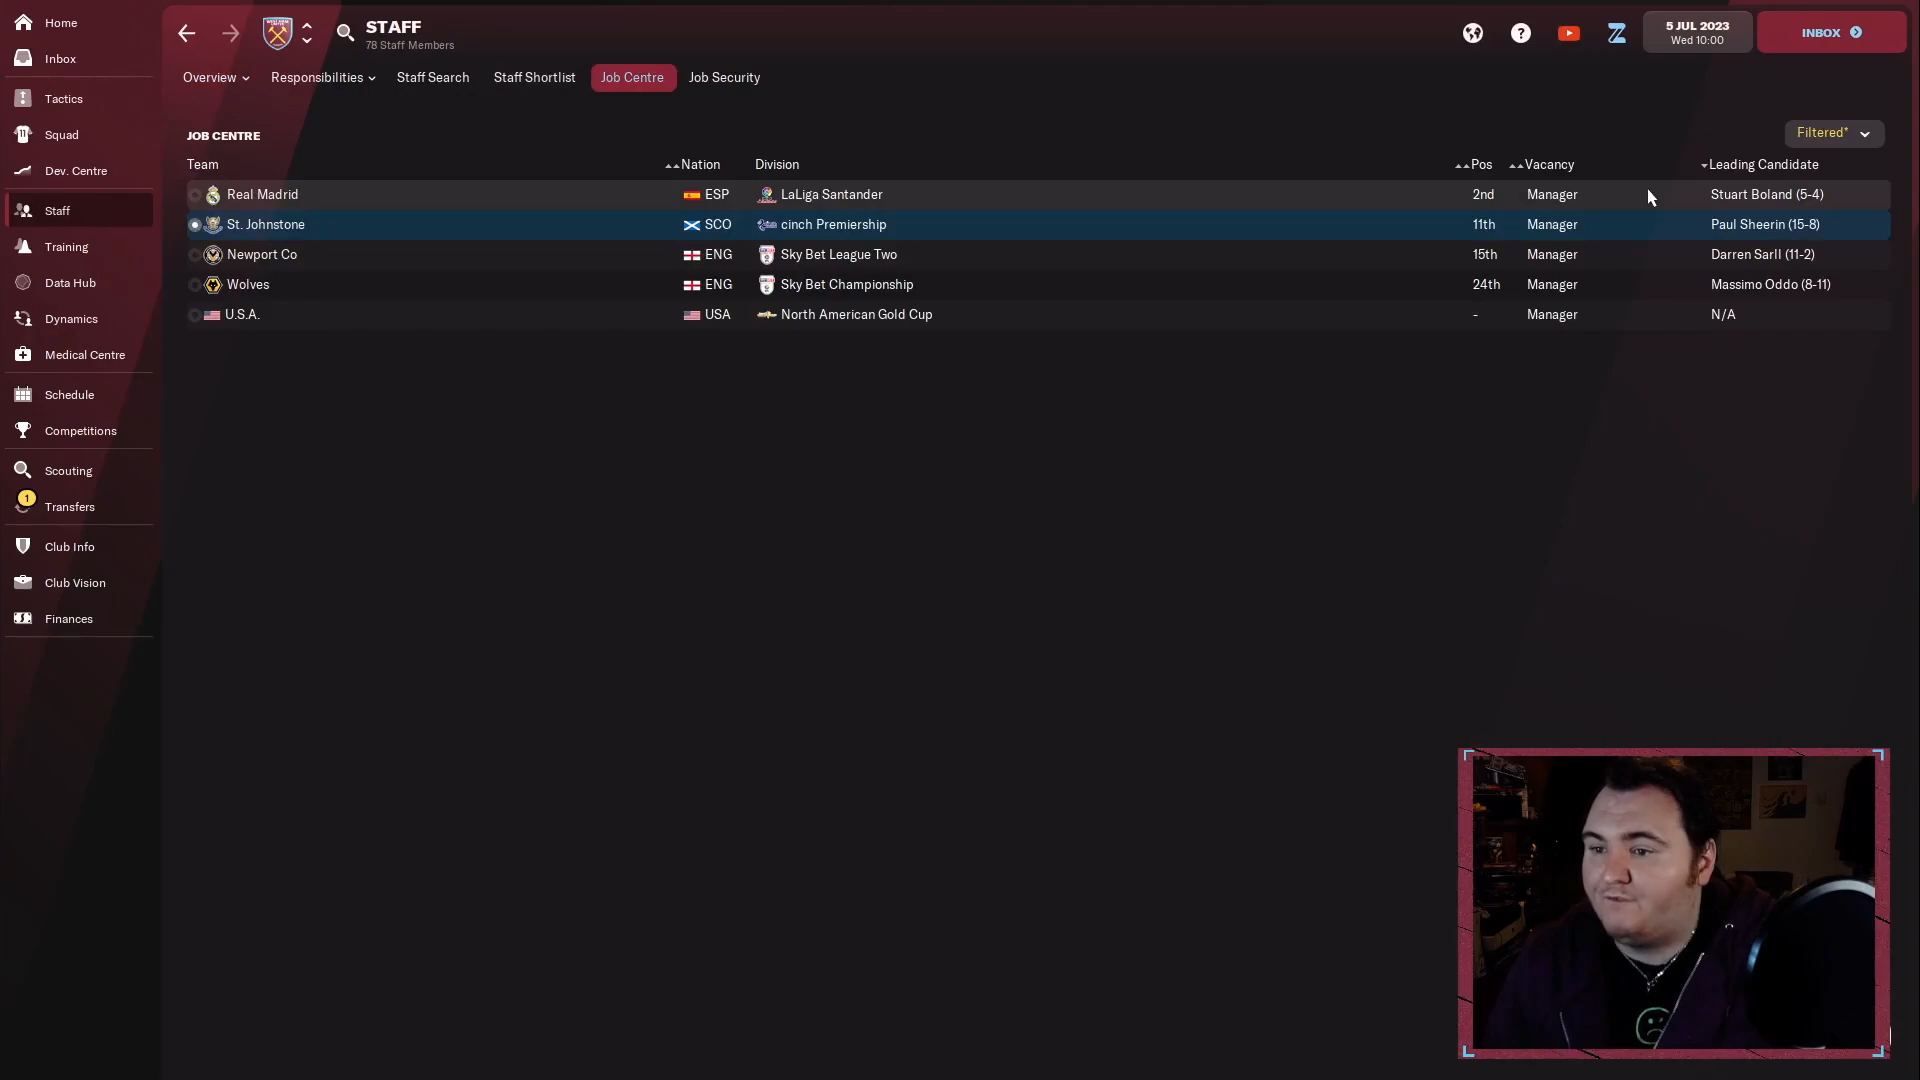 Home
Inbox
Tactics
Squad
Dev. Centre
Staff
Training
Data Hub
Dynamics
Medical Centre
Schedule
Competitions
Scouting
1
Transfers
Club Info
Club Vision
Finances
STAFF
78 Staff Members
5 JUL 2023
Wed 10:00
INBOX
Overview Responsibilities Staff Search Staff Shortlist Job Centre Job Security
JOB CENTRE
Filtered*
Team Nation Division Pos Vacancy Leading Candidate
Real Madrid ESP LaLiga Santander 2nd Manager Stuart Boland (5-4)
St. Johnstone SCO cinch Premiership 11th Manager Paul Sheerin (15-8)
Newport Co ENG Sky Bet League Two 15th Manager Darren Sarll (11-2)
Wolves ENG Sky Bet Championship 24th Manager Massimo Oddo (8-11)
U.S.A. USA North American Gold Cup - Manager N/A